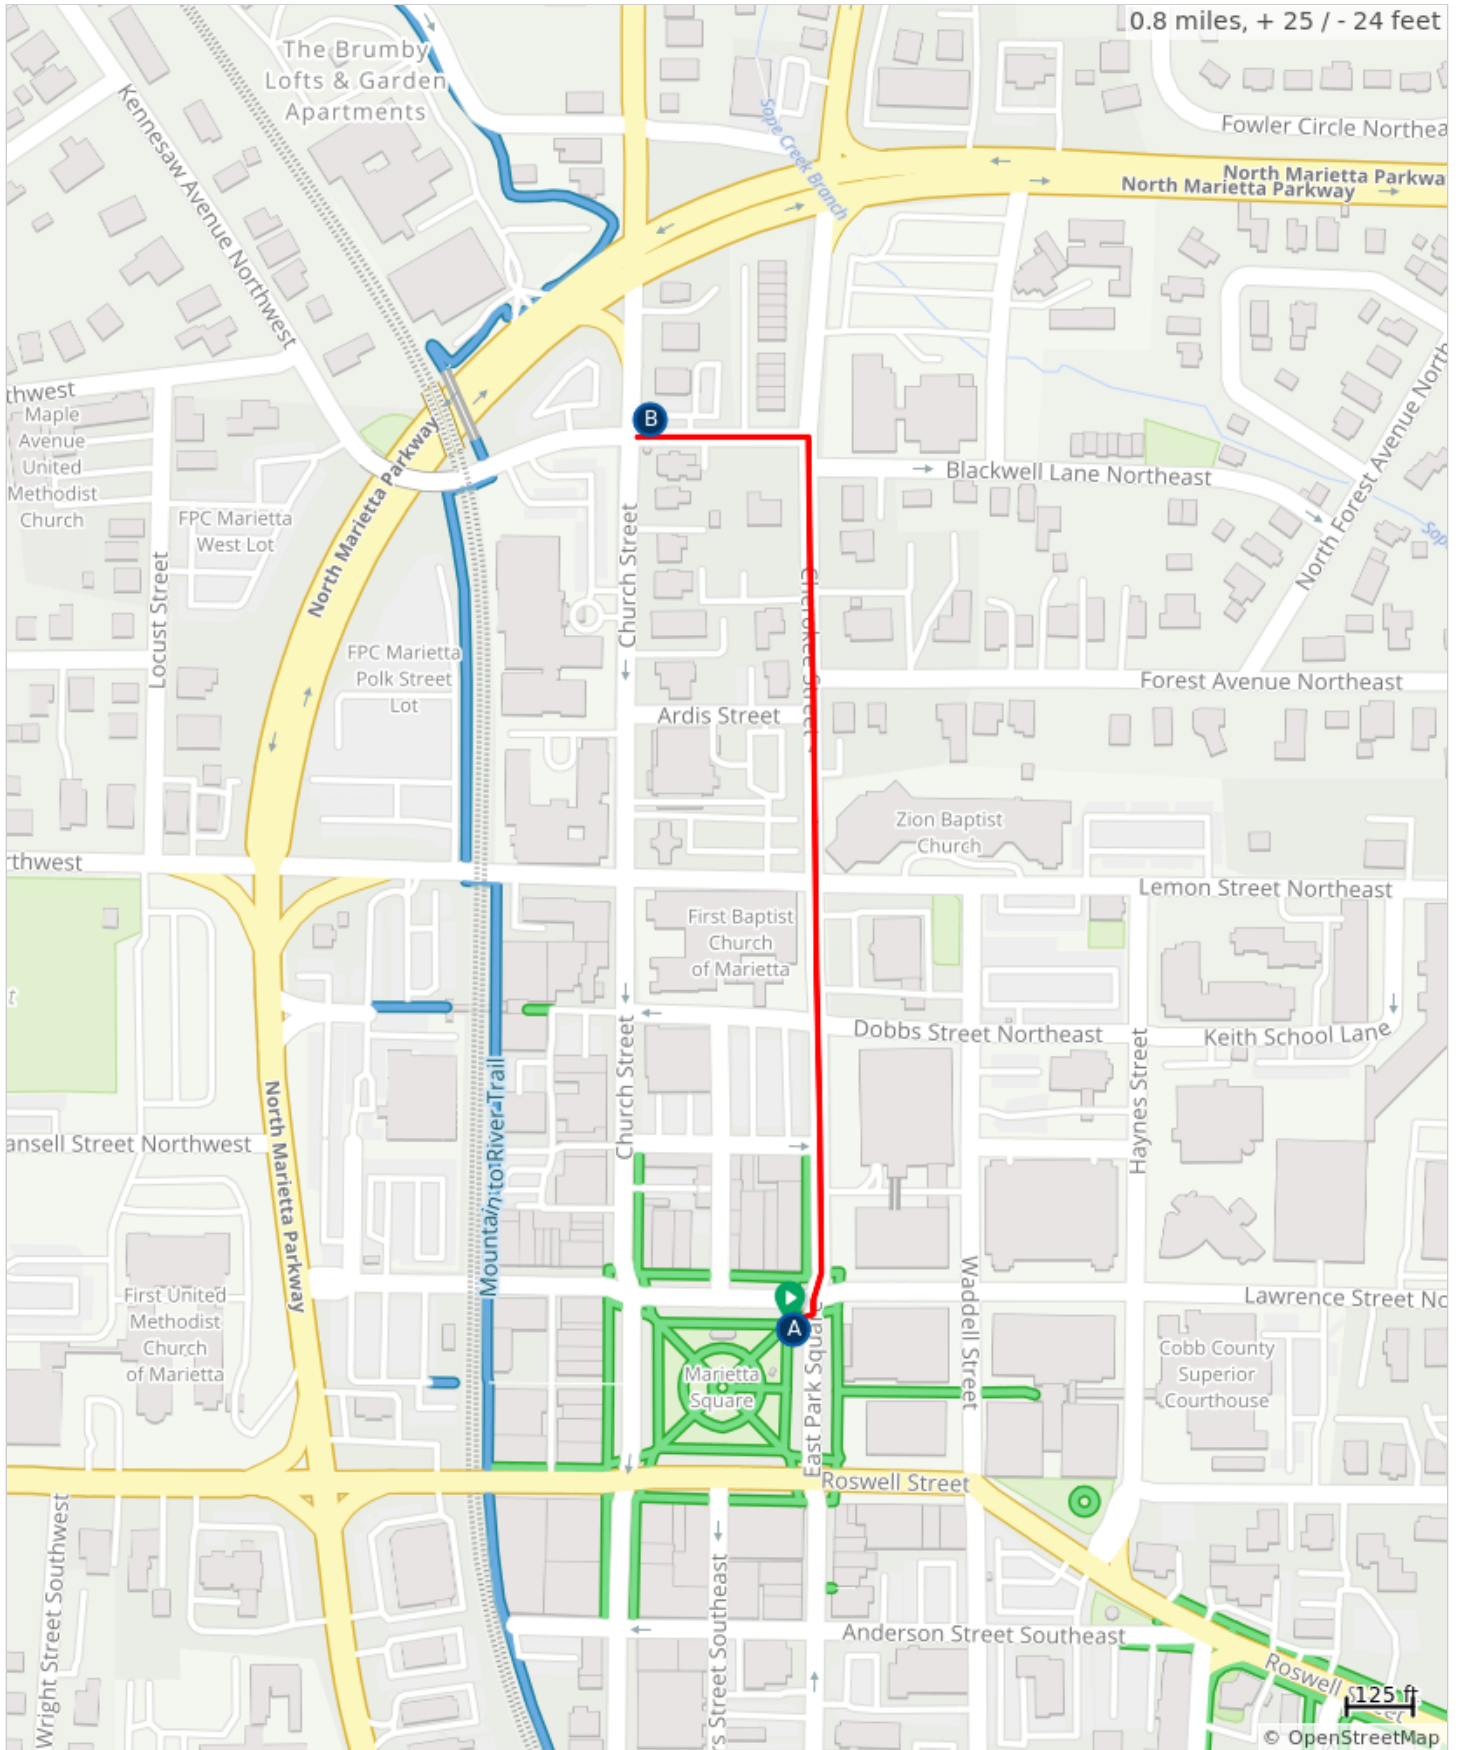 0.8 miles, + 25 / - 24 feet
The Brumby
Lofts & Garden
Apartments
Kennesaw Avenue Northwest
Sope Creek Branch
Fowler Circle Northea
North Marietta Parkwa
North Marietta Parkway
thwest
Maple
Avenue
United
Methodist
Church
North Marietta Parkway
B
Blackwell Lane Northeast
North Forest Avenue North
FPC Marietta
West Lot
Church Street
Cherokee Street
Locust Street
FPC Marietta
Polk Street
Lot
Forest Avenue Northeast
Ardis Street
Zion Baptist
Church
rthwest
Lemon Street Northeast
First Baptist
Church
of Marietta
Dobbs Street Northeast
Keith School Lane
Church Street
Haynes Street
North Marietta Parkway
Mountain to River Trail
ansell Street Northwest
First United
Methodist
Church
of Marietta
Waddell Street
Lawrence Street No
A
East Park Square
Marietta
Square
Cobb County
Superior
Courthouse
Roswell Street
Wright Street Southwest
s Street Southeast
Anderson Street Southeast
Roswell
125 ft
© OpenStreetMap